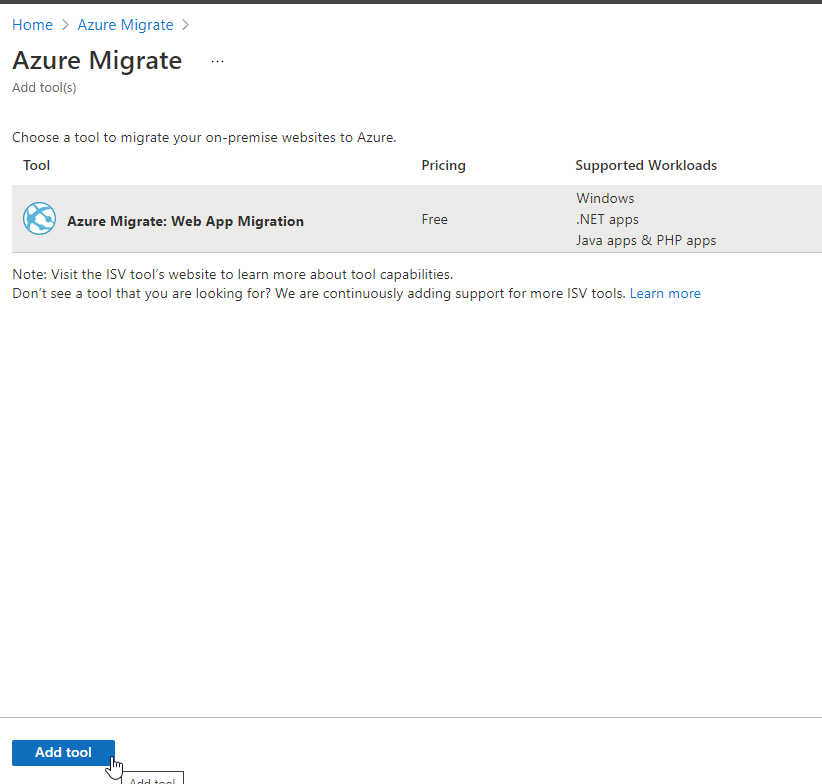 Home > Azure Migrate >
Azure Migrate ...
Add tool(s)
Choose a tool to migrate your on-premise websites to Azure.
Tool Pricing Supported Workloads
Azure Migrate: Web App Migration Free Windows
.NET apps
Java apps & PHP apps
Note: Visit the ISV tool's website to learn more about tool capabilities.
Don't see a tool that you are looking for? We are continuously adding support for more ISV tools. Learn more
Add tool
Add tool